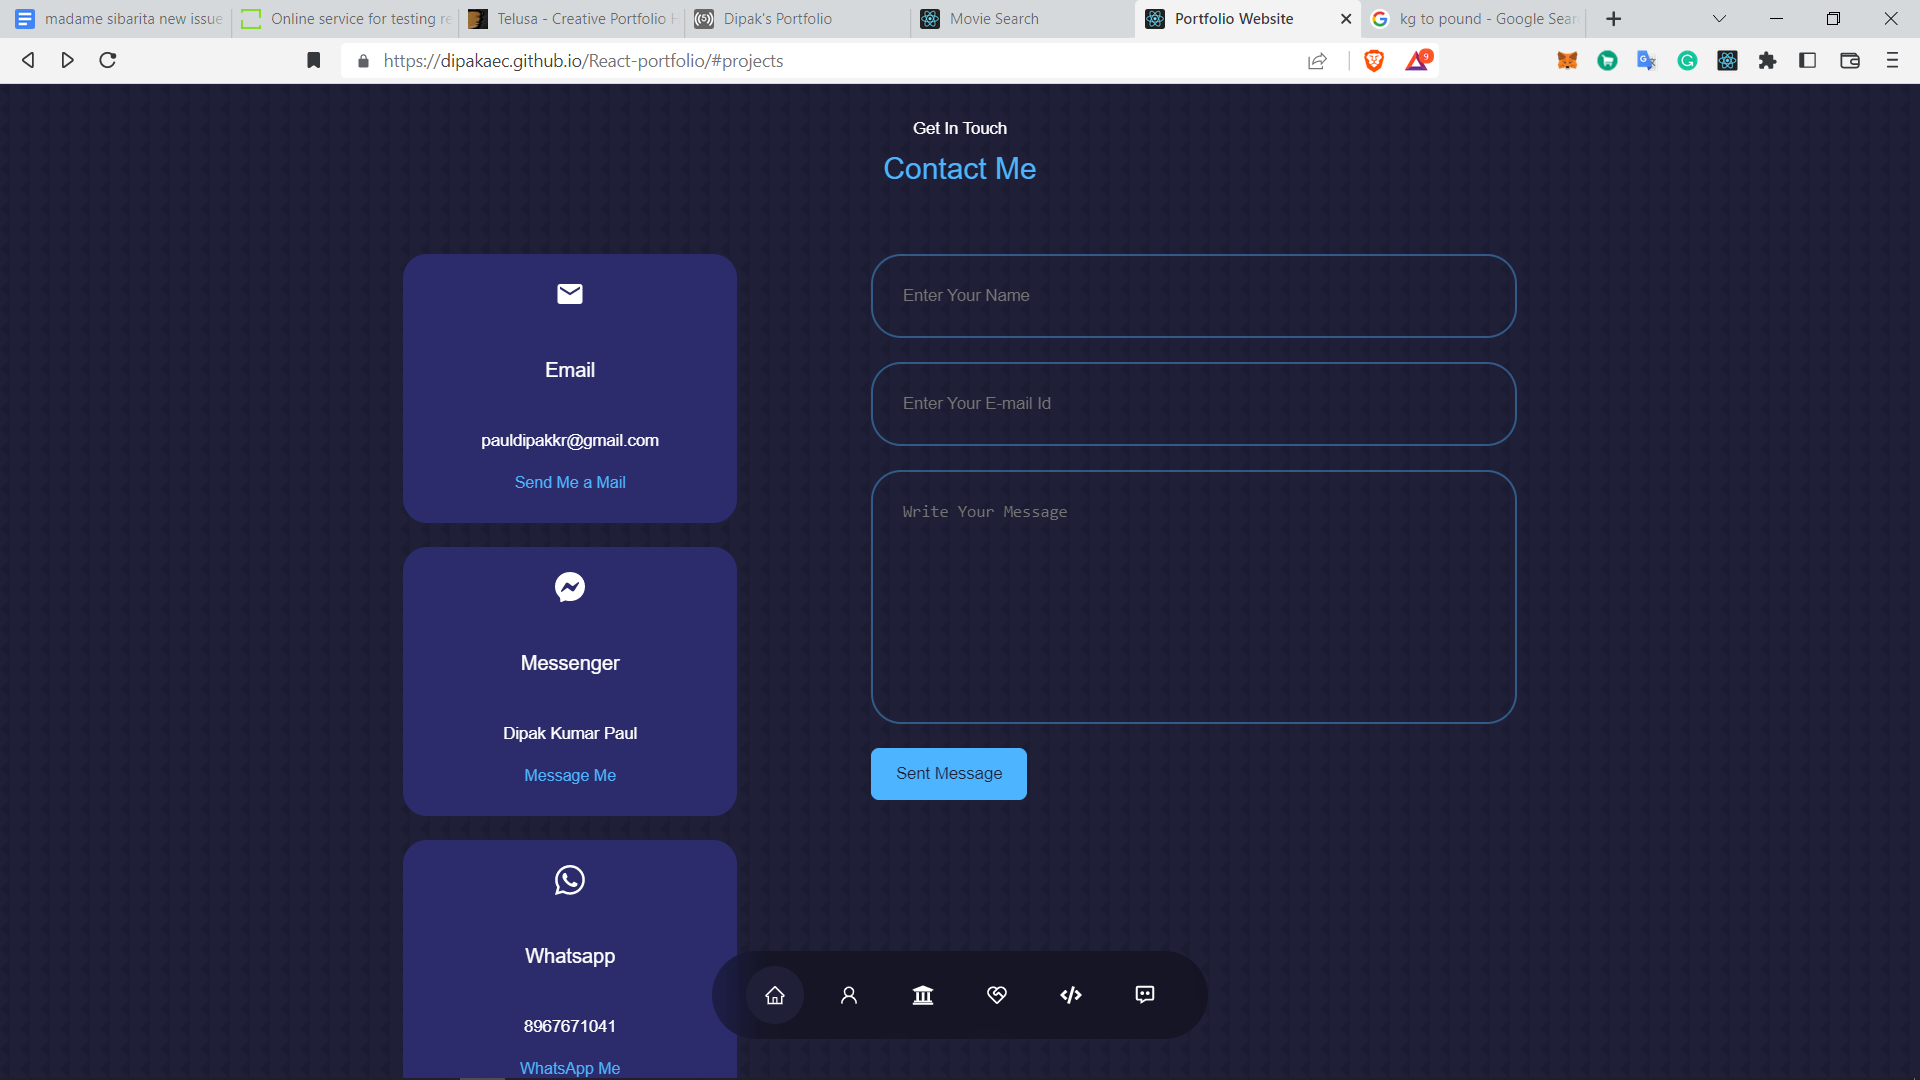 madame sibarita new issue
Online service for testing re
Telusa - Creative Portfolio H
Dipak's Portfolio
Movie Search
Portfolio Website
kg to pound - Google Sear
https://dipakaec.github.io/React-portfolio/#projects
9
Get In Touch
Contact Me
Email
pauldipakkr@gmail.com
Send Me a Mail
Messenger
Dipak Kumar Paul
Message Me
Whatsapp
8967671041
WhatsApp Me
Enter Your Name
Enter Your E-mail Id
Write Your Message
Sent Message